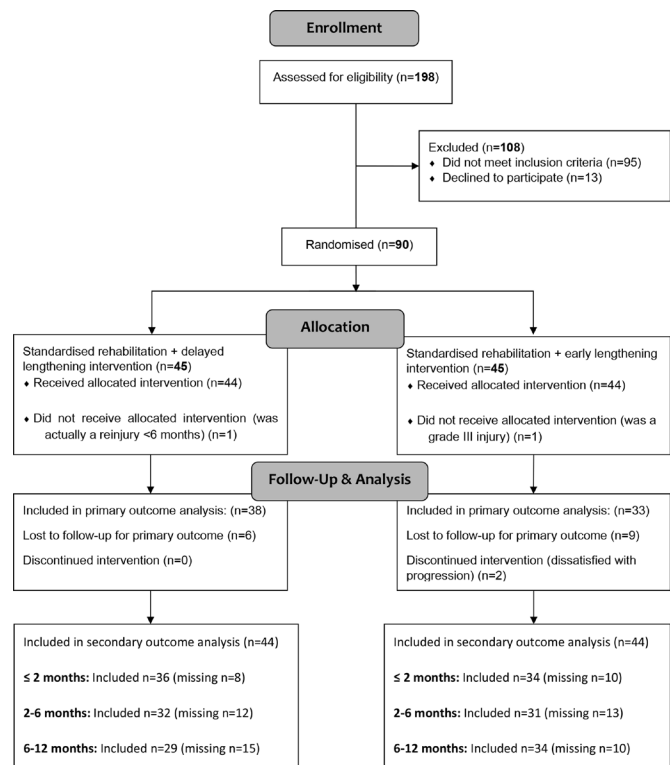 Enrollment
Assessed for eligibility (n=198)
Excluded (n=108)
♦ Did not meet inclusion criteria (n=95)
♦ Declined to participate (n=13)
Randomised (n=90)
Allocation
Standardised rehabilitation + delayed
lengthening intervention (n=45)
♦ Received allocated intervention (n=44)
♦ Did not receive allocated intervention (was
actually a reinjury <6 months) (n=1)
Standardised rehabilitation + early lengthening
intervention (n=45)
♦ Received allocated intervention (n=44)
♦ Did not receive allocated intervention (was a
grade III injury) (n=1)
Follow-Up & Analysis
Included in primary outcome analysis: (n=38)
Lost to follow-up for primary outcome (n=6)
Discontinued intervention (n=0)
Included in primary outcome analysis: (n=33)
Lost to follow-up for primary outcome (n=9)
Discontinued intervention (dissatisfied with
progression) (n=2)
Included in secondary outcome analysis (n=44)
≤ 2 months: Included n=36 (missing n=8)
2-6 months: Included n=32 (missing n=12)
6-12 months: Included n=29 (missing n=15)
Included in secondary outcome analysis (n=44)
≤ 2 months: Included n=34 (missing n=10)
2-6 months: Included n=31 (missing n=13)
6-12 months: Included n=34 (missing n=10)